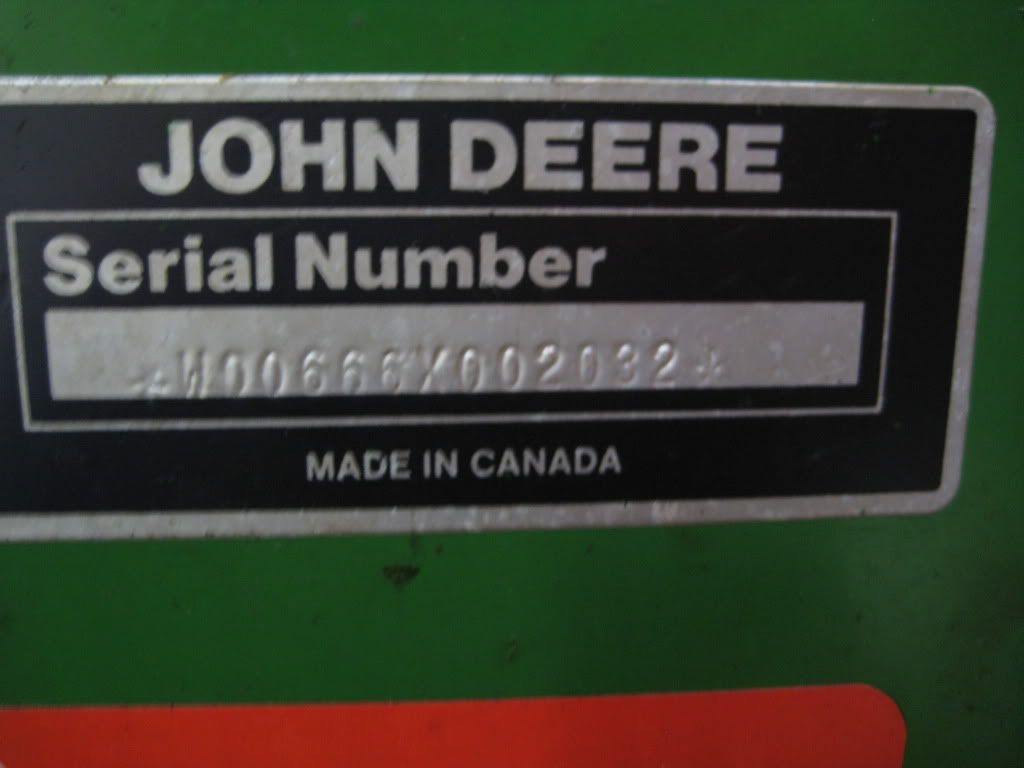 JOHN DEERE
Serial Number
*W00666X002032*
MADE IN CANADA